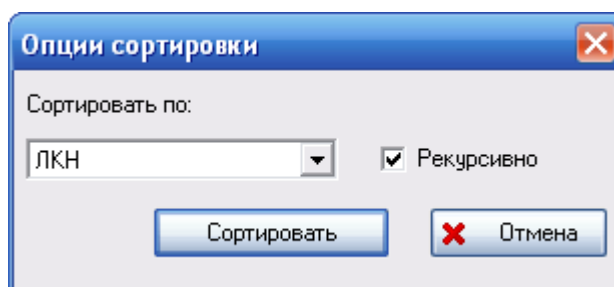 Опции сортировки
Сортировать по:
ЛКН Рекурсивно
Сортировать Отмена